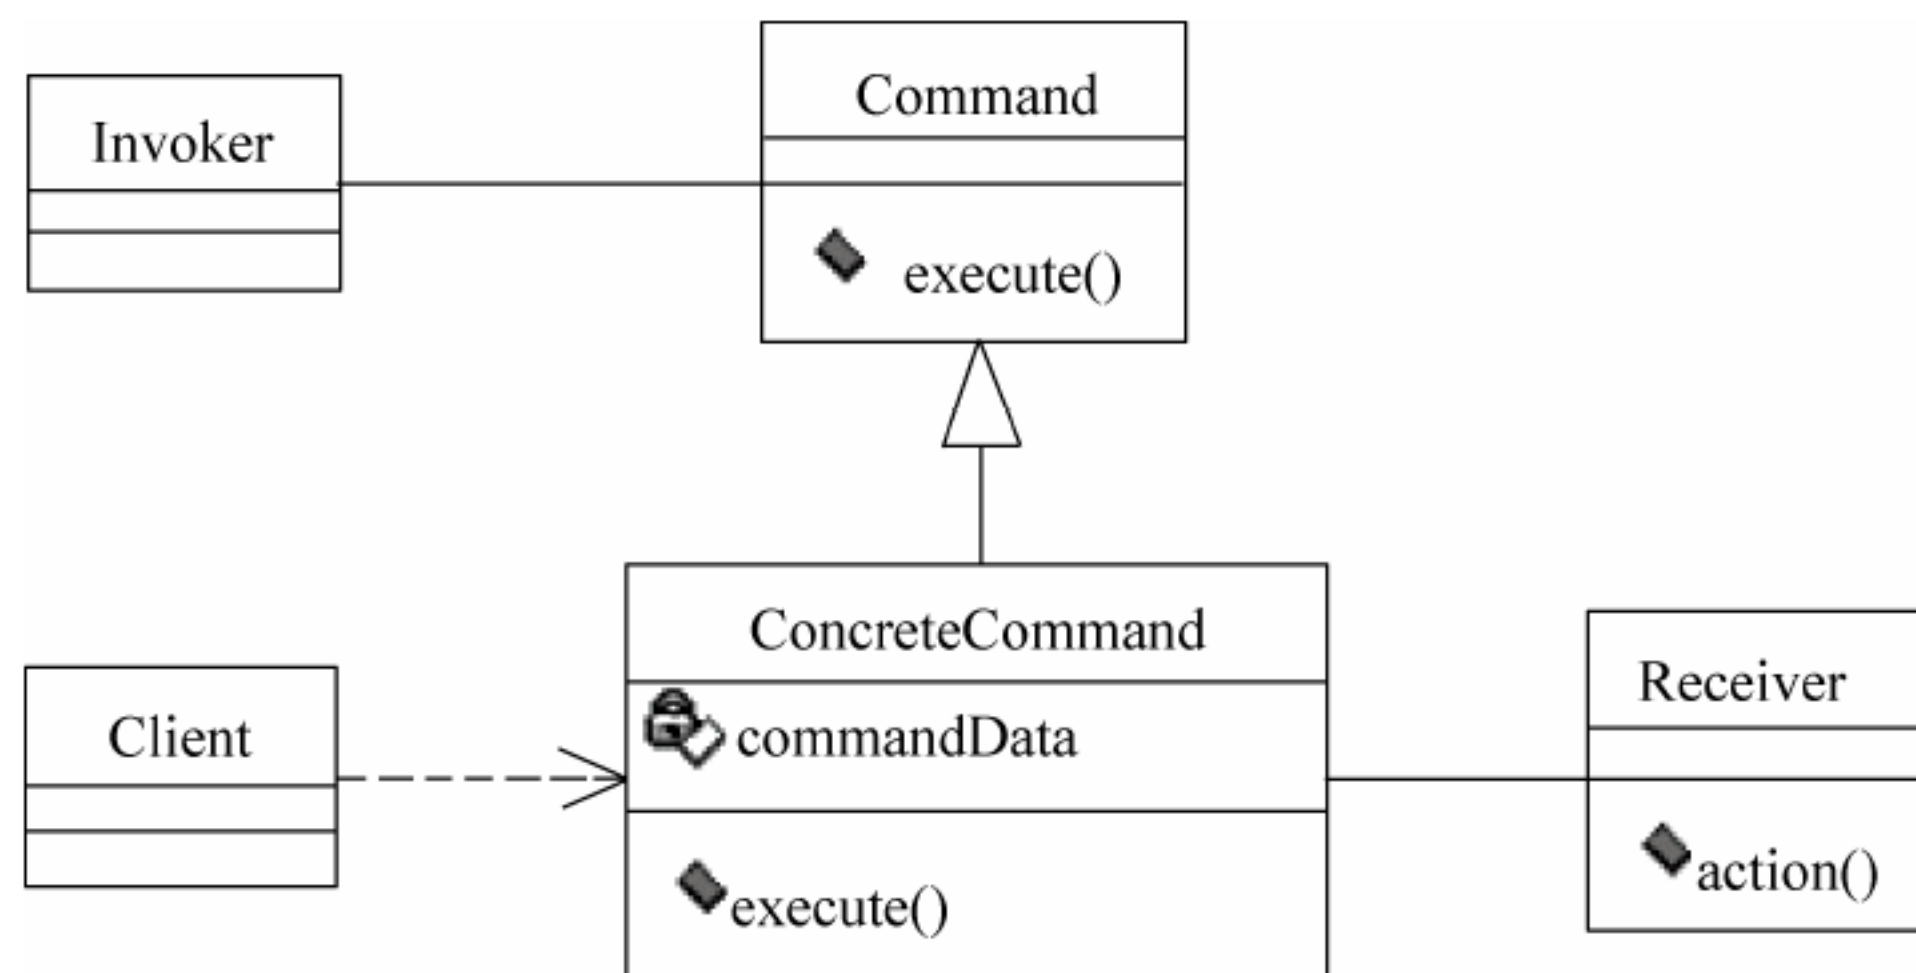 Command
Invoker
execute()
ConcreteCommand
Receiver
Client
commandData
action()
execute()